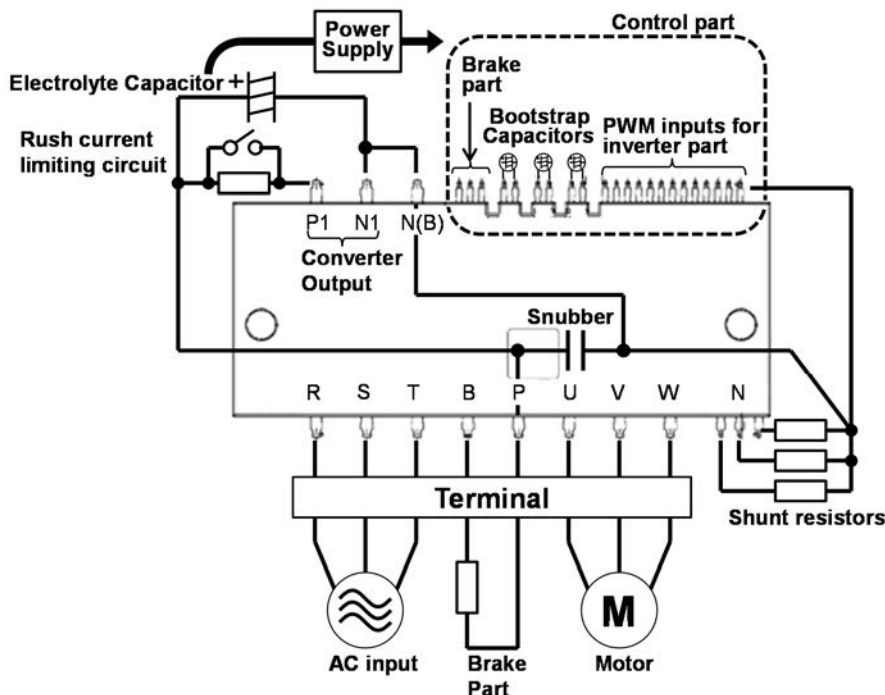 Control part
Power
Supply
Electrolyte Capacitor +
Brake
part
Bootstrap
Capacitors
PWM inputs for
inverter part
Rush current
limiting circuit
P1 N1 N(B)
Converter
Output
Snubber
R S T B P U V W N
Terminal
Shunt resistors
M
AC input
Brake
Part
Motor